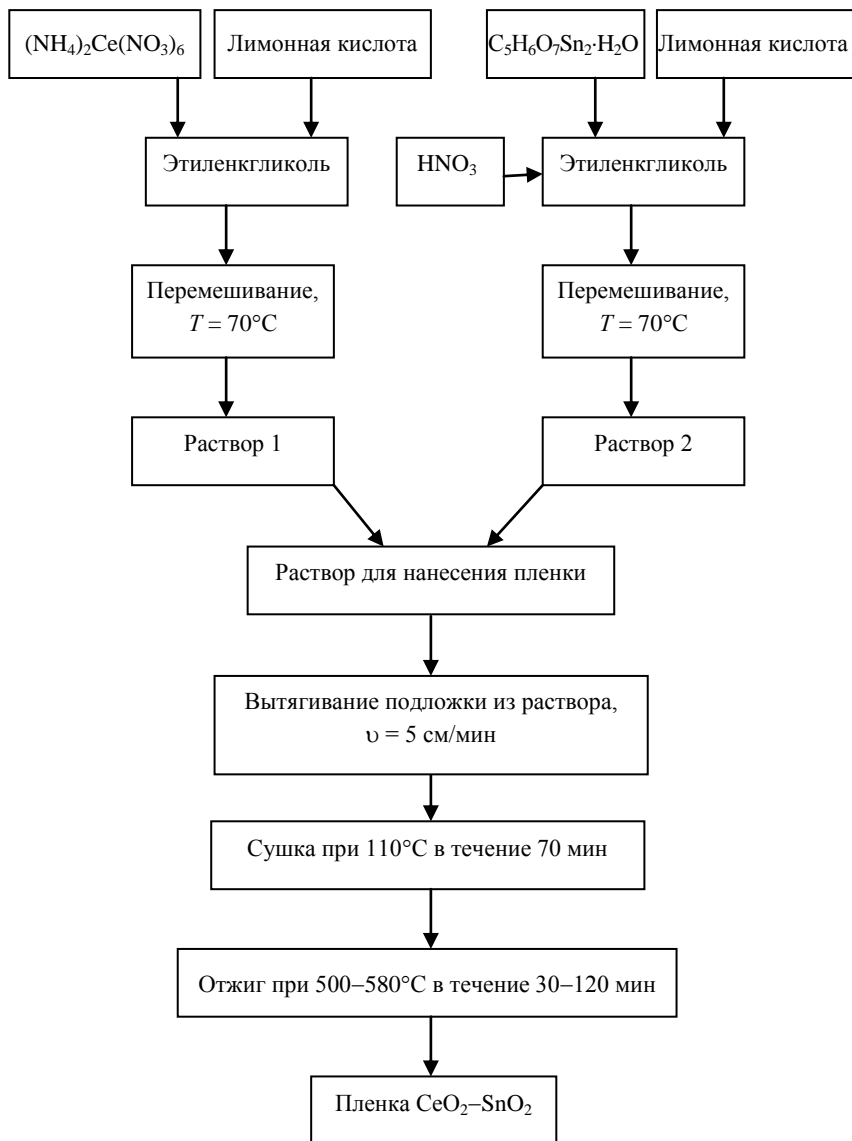 (NH₄)₂Ce(NO₃)₆
Лимонная кислота
C₅H₆O₇Sn₂·H₂O
Лимонная кислота
Этиленкгликоль
HNO₃
Этиленкгликоль
Перемешивание,
T = 70°C
Перемешивание,
T = 70°C
Раствор 1
Раствор 2
Раствор для нанесения пленки
Вытягивание подложки из раствора,
υ = 5 см/мин
Сушка при 110°C в течение 70 мин
Отжиг при 500–580°C в течение 30–120 мин
Пленка CeO₂–SnO₂